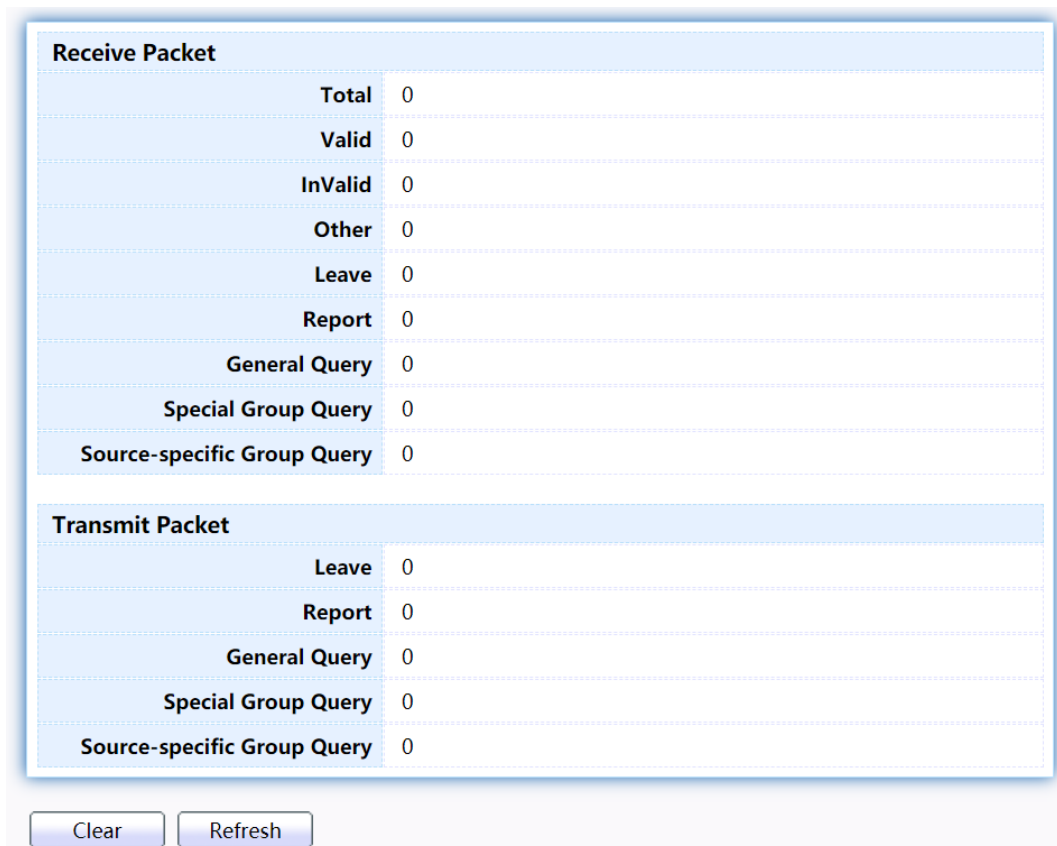 Receive Packet
Total 0
Valid 0
InValid 0
Other 0
Leave 0
Report 0
General Query 0
Special Group Query 0
Source-specific Group Query 0
Transmit Packet
Leave 0
Report 0
General Query 0
Special Group Query 0
Source-specific Group Query 0
Clear Refresh